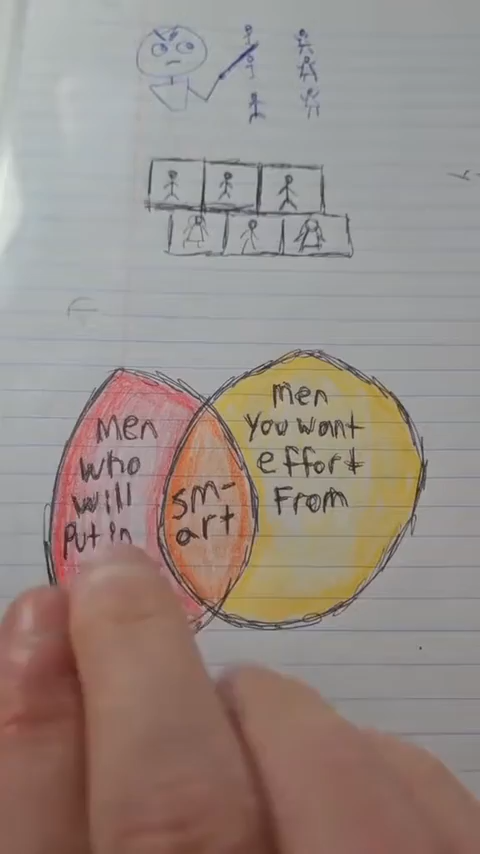 men
who
will
put in
sm-
art
men
you want
effort
from